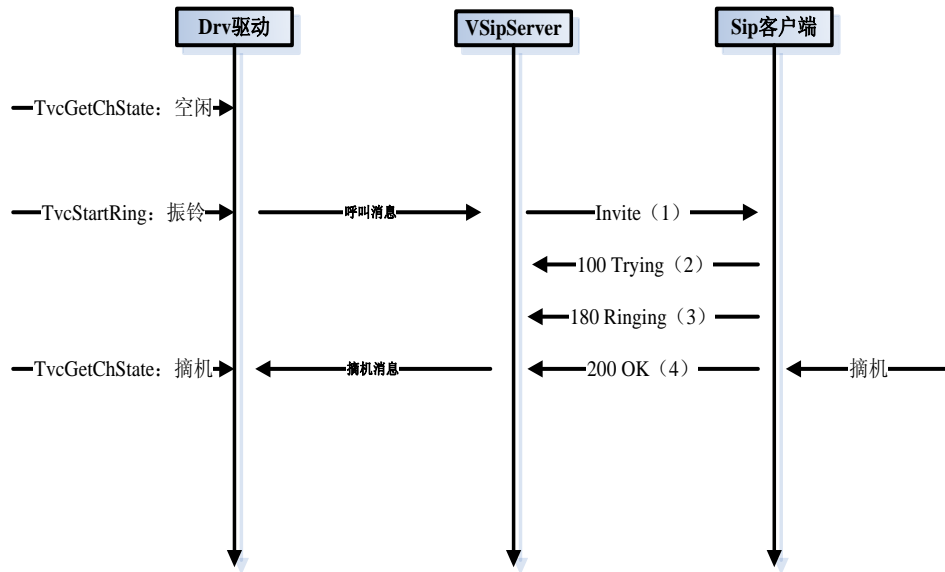 Drv驱动
VSipServer
Sip客户端
TvcGetChState：空闲
TvcStartRing：振铃
呼叫消息
Invite（1）
100 Trying（2）
180 Ringing（3）
TvcGetChState：摘机
摘机消息
200 OK（4）
摘机